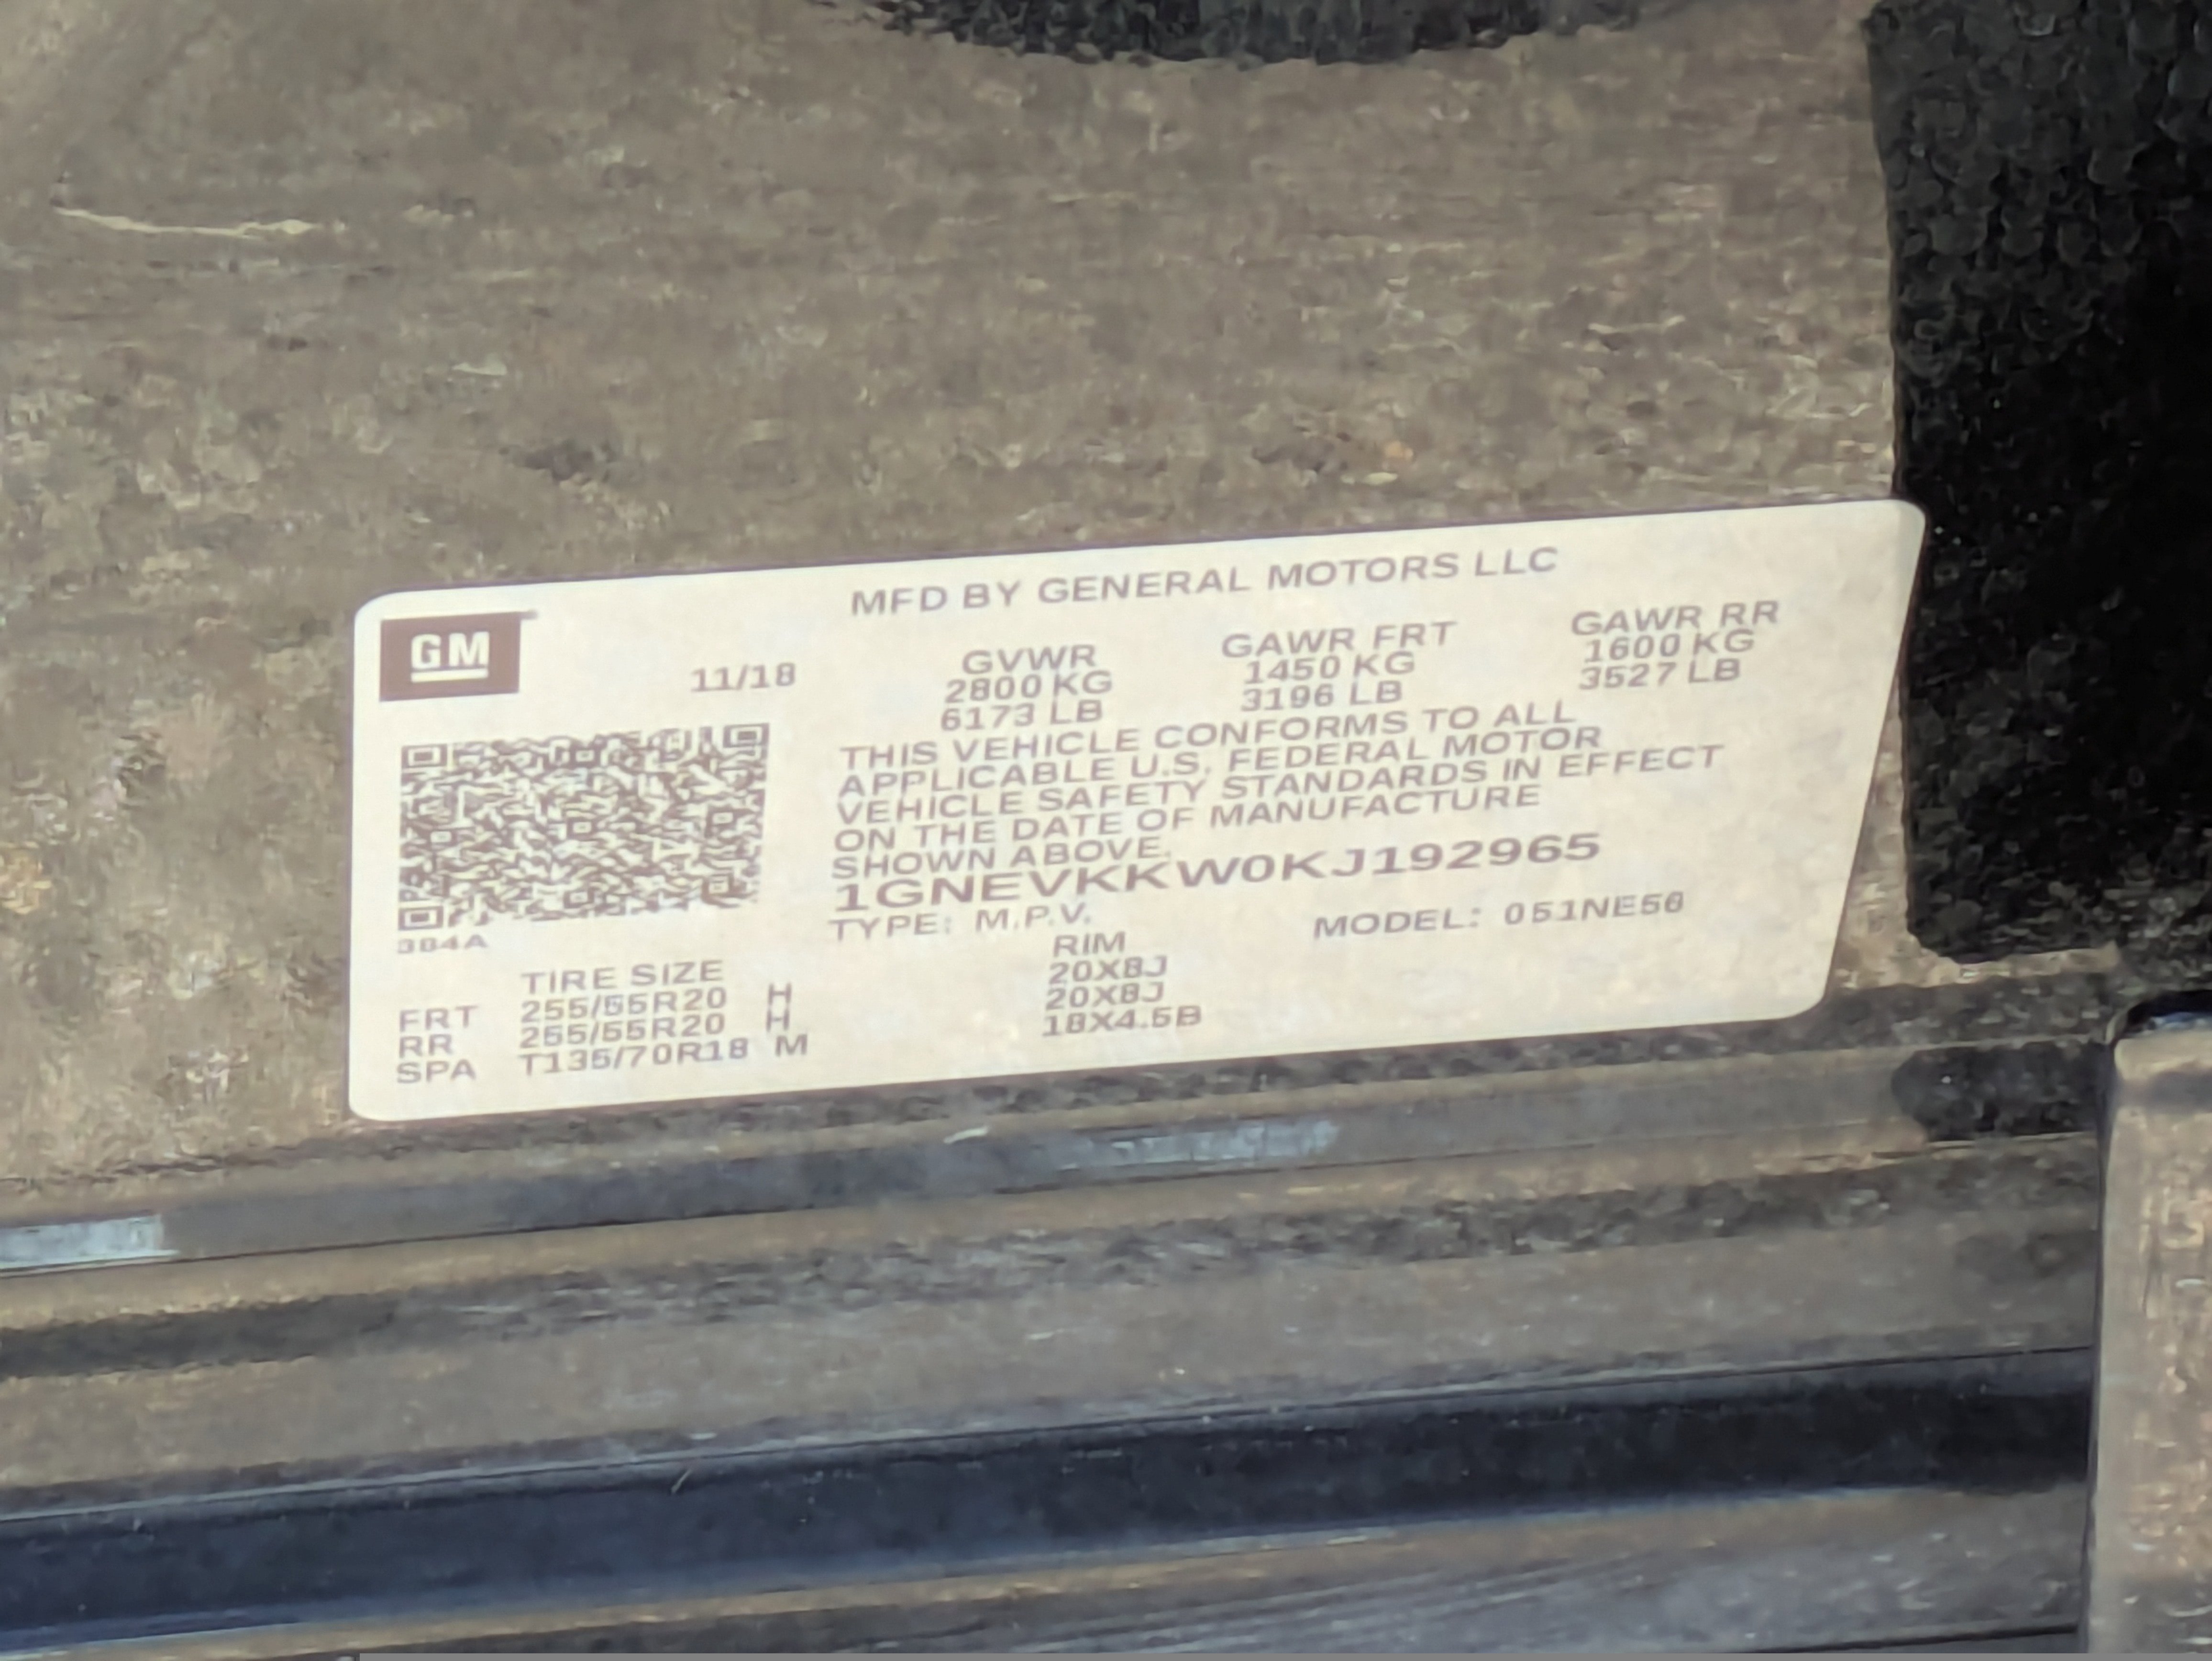 MFD BY GENERAL MOTORS LLC
GM
11/18
GVWR GAWR FRT GAWR RR
2800 KG 1450 KG 1600 KG
6173 LB 3196 LB 3527 LB
THIS VEHICLE CONFORMS TO ALL
APPLICABLE U.S. FEDERAL MOTOR
VEHICLE SAFETY STANDARDS IN EFFECT
ON THE DATE OF MANUFACTURE
SHOWN ABOVE.
1GNEVKKW0KJ192965
TYPE: M.P.V. MODEL:
TIRE SIZE RIM
FRT 255/55R20 H 20X8J
RR 255/55R20 H 20X8J
SPA T135/70R18 M 18X4.5B